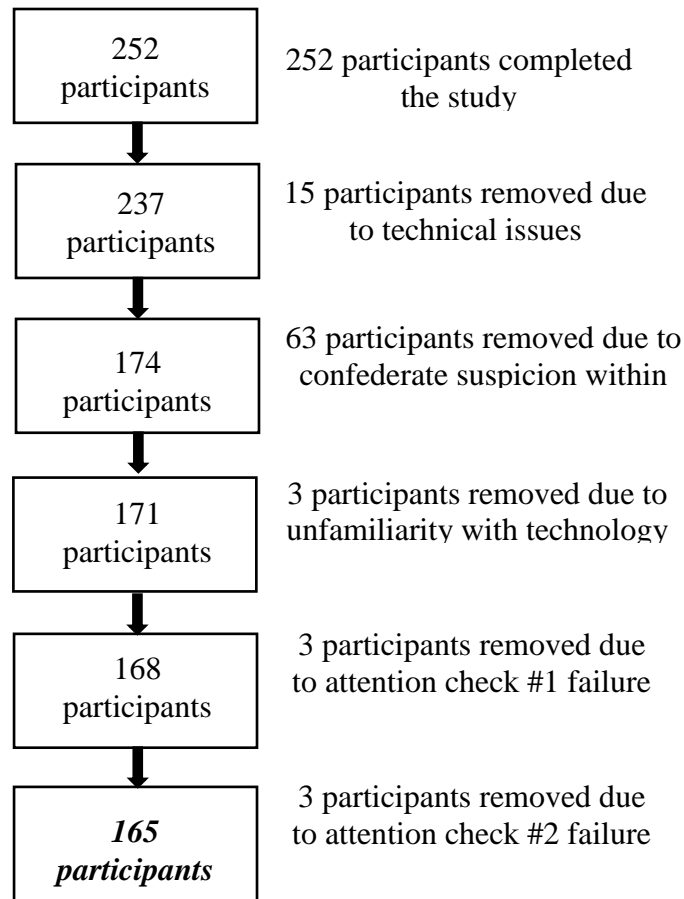 252
participants
252 participants completed
the study
237
participants
15 participants removed due
to technical issues
174
participants
63 participants removed due to
confederate suspicion within
171
participants
3 participants removed due to
unfamiliarity with technology
168
participants
3 participants removed due
to attention check #1 failure
165
participants
3 participants removed due
to attention check #2 failure